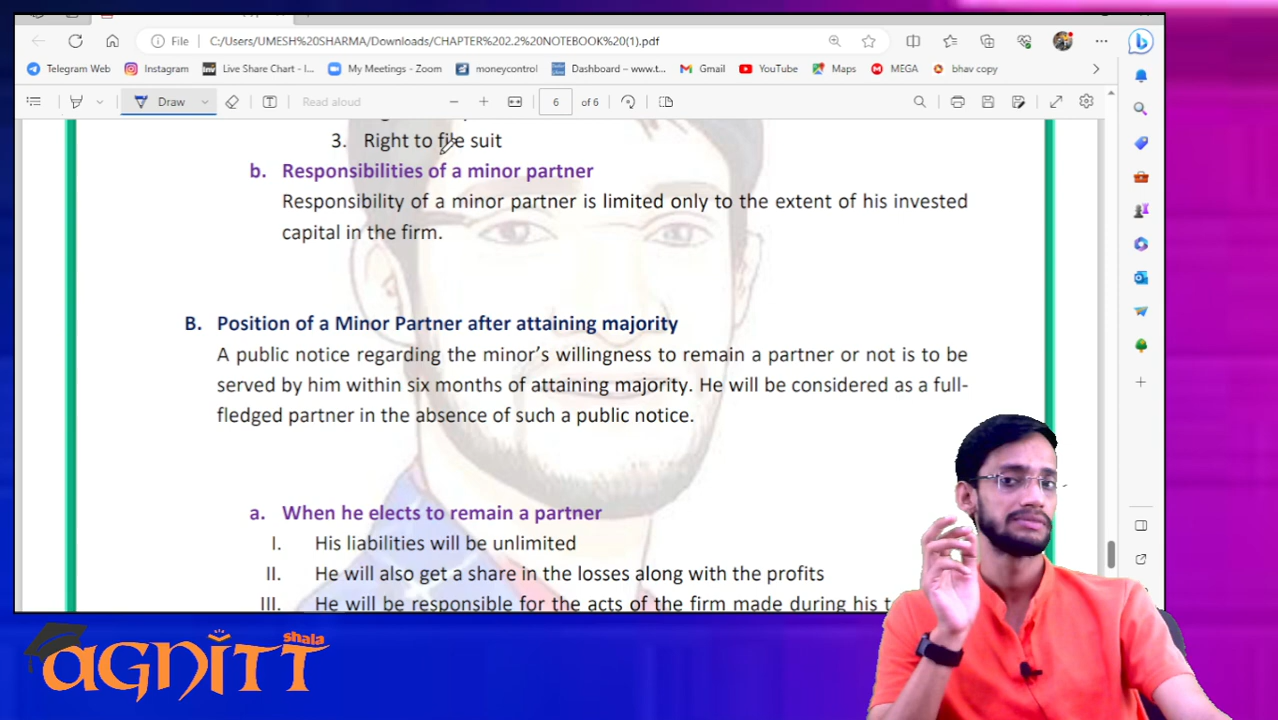 File C:/Users/UMESH%20SHARMA/Downloads/CHAPTER%202.2%20NOTEBOOK%20(1).pdf
Telegram Web Instagram Live Share Chart - I... My Meetings - Zoom moneycontrol Dashboard – www.t... Gmail YouTube Maps MEGA bhav copy
Draw Read aloud 6 of 6
3. Right to file suit
b. Responsibilities of a minor partner
Responsibility of a minor partner is limited only to the extent of his invested
capital in the firm.
B. Position of a Minor Partner after attaining majority
A public notice regarding the minor’s willingness to remain a partner or not is to be
served by him within six months of attaining majority. He will be considered as a full-
fledged partner in the absence of such a public notice.
a. When he elects to remain a partner
I. His liabilities will be unlimited
II. He will also get a share in the losses along with the profits
III. He will be responsible for the acts of the firm made during his
agnitt
shala